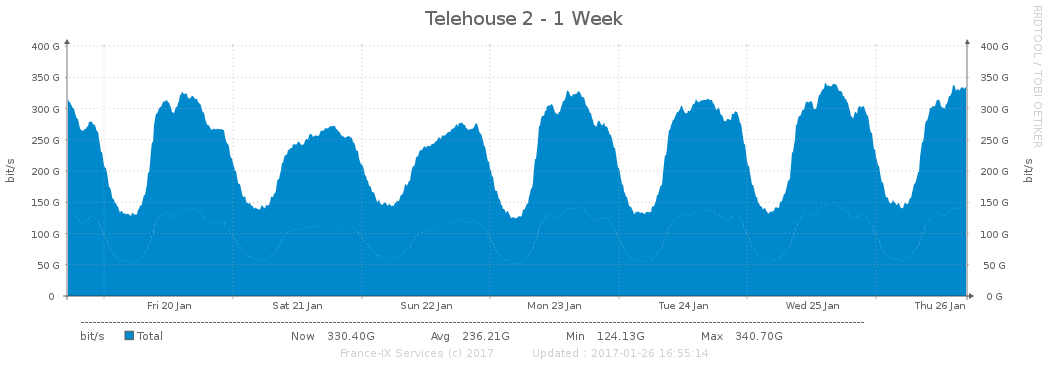 Telehouse 2 - 1 Week
RRDTOOL / TOBI OETIKER
400 G 400 G
350 G 350 G
300 G 300 G
250 G 250 G
200 G 200 G
150 G 150 G
100 G 100 G
50 G 50 G
0 0 G
bit/s
bit/s
Fri 20 Jan Sat 21 Jan Sun 22 Jan Mon 23 Jan Tue 24 Jan Wed 25 Jan Thu 26 Jan
bit/s Total Now 330.40G Avg 236.21G Min 124.13G Max 340.70G
France-IX Services (c) 2017 Updated : 2017-01-26 16:55:14